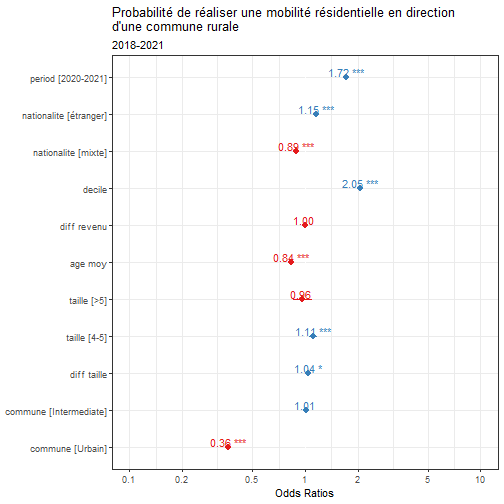 Probabilité de réaliser une mobilité résidentielle en direction
d'une commune rurale
2018-2021
period [2020-2021]
1.72 ***
nationalite [étranger]
1.15 ***
nationalite [mixte]
0.89 ***
decile
2.05 ***
diff revenu
1.00
age moy
0.84 ***
taille [>5]
0.96
taille [4-5]
1.11 ***
diff taille
1.04 *
commune [Intermediate]
1.01
commune [Urbain]
0.36 ***
0.1 0.2 0.5 1 2 5 10
Odds Ratios